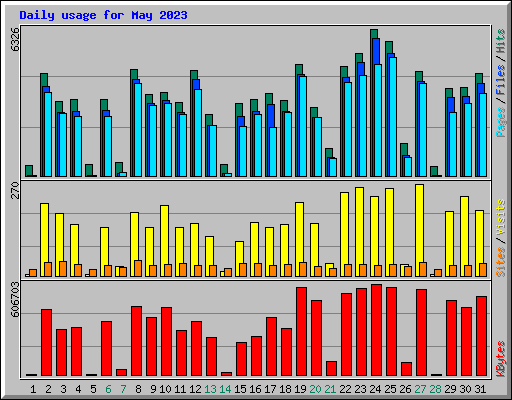 Daily usage for May 2023
6326
Pages / Files / Hits
270
Sites / Visits
606703
KBytes
1 2 3 4 5 6 7 8 9 10 11 12 13 14 15 16 17 18 19 20 21 22 23 24 25 26 27 28 29 30 31